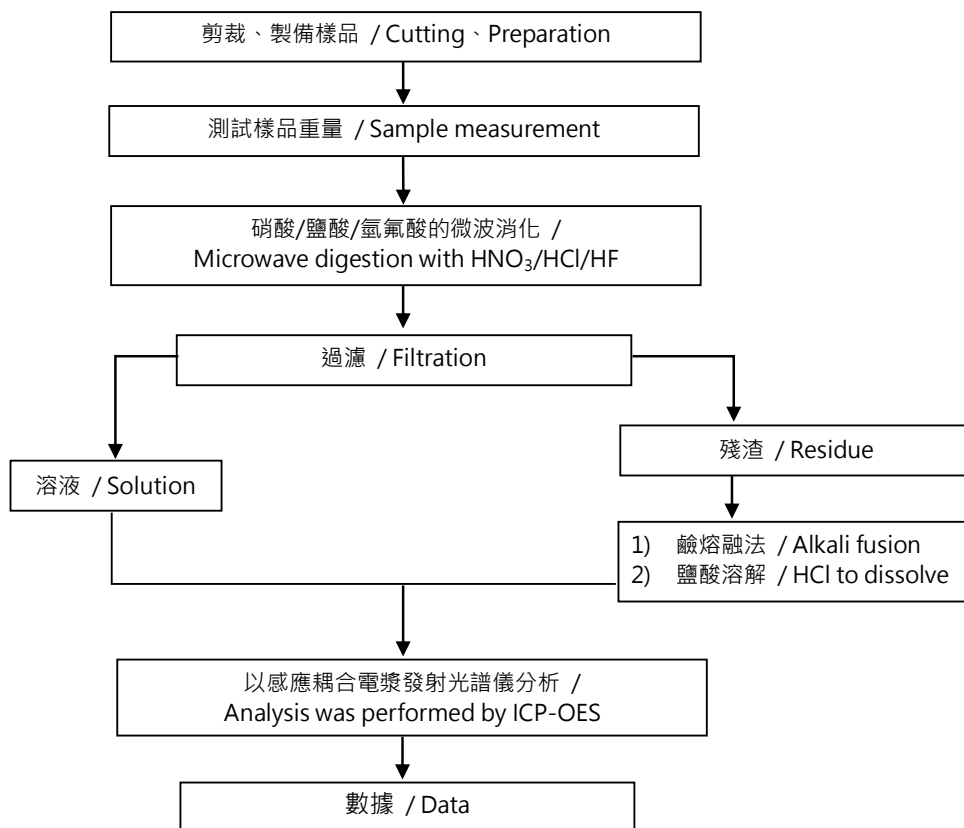 剪裁、製備樣品 / Cutting、Preparation
測試樣品重量 / Sample measurement
硝酸/鹽酸/氫氟酸的微波消化 /
Microwave digestion with HNO₃/HCl/HF
過濾 / Filtration
溶液 / Solution
殘渣 / Residue
1) 鹼熔融法 / Alkali fusion
2) 鹽酸溶解 / HCl to dissolve
以感應耦合電漿發射光譜儀分析 /
Analysis was performed by ICP-OES
數據 / Data